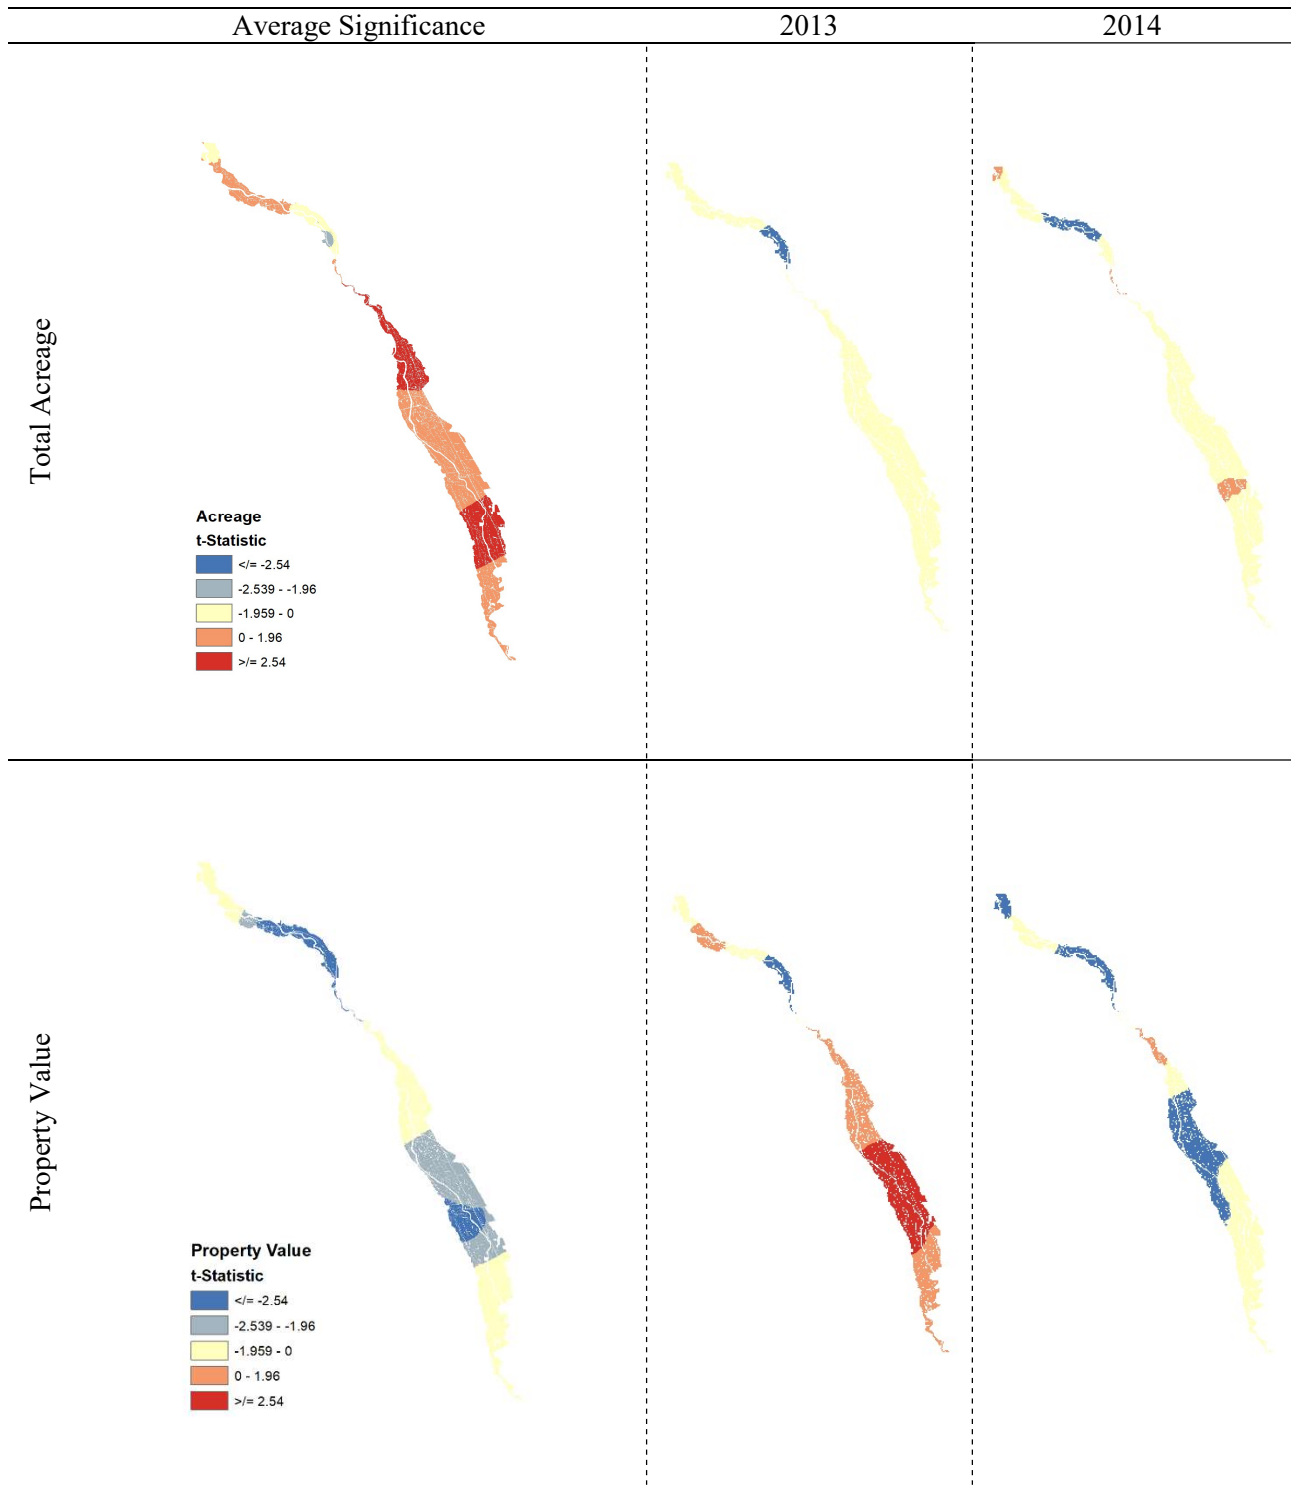 Average Significance 2013 2014
Total Acreage
Acreage
t-Statistic
</= -2.54
-2.539 - -1.96
-1.959 - 0
0 - 1.96
>/= 2.54
Property Value
Property Value
t-Statistic
</= -2.54
-2.539 - -1.96
-1.959 - 0
0 - 1.96
>/= 2.54